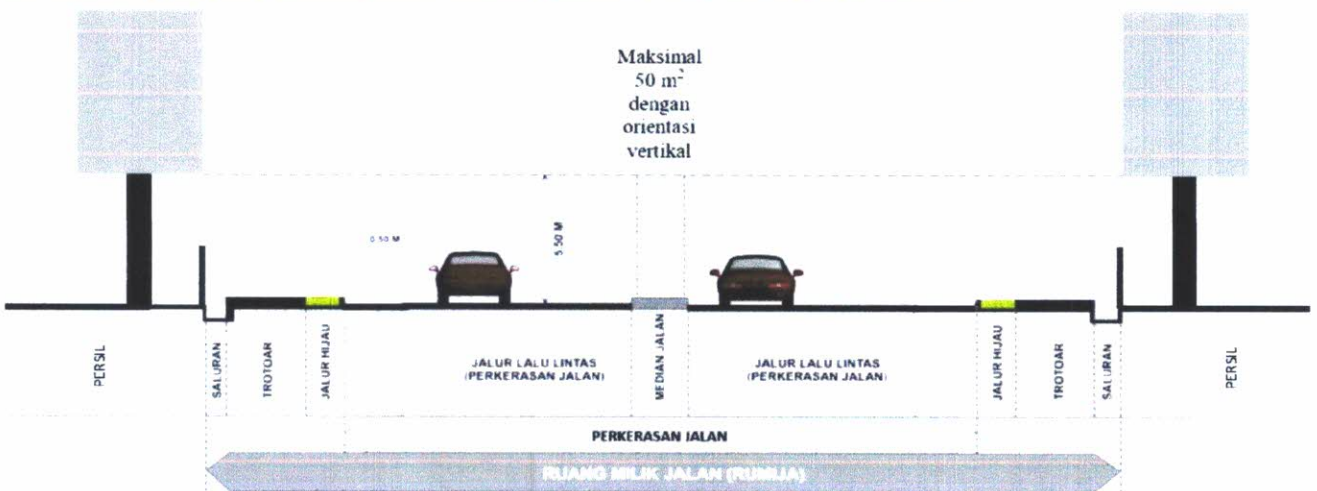 Maksimal
50 m²
dengan
orientasi
vertikal
0.50 M
5.50 M
PERSIL
SALURAN
TROTOAR
JALUR HIJAU
JALUR LALU LINTAS
(PERKERASAN JALAN)
MEDIAN JALAN
JALUR LALU LINTAS
(PERKERASAN JALAN)
JALUR HIJAU
TROTOAR
SALURAN
PERSIL
PERKERASAN JALAN
RUANG MILIK JALAN (RUMIJA)